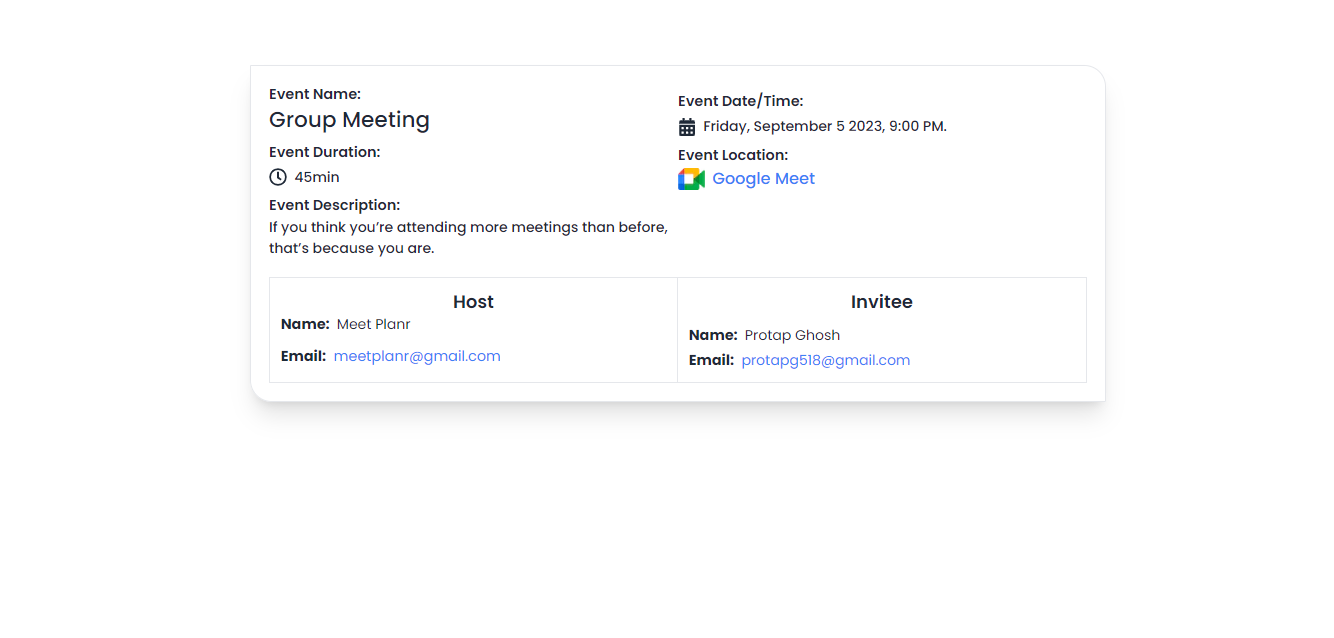 Event Name:
Group Meeting
Event Duration:
45min
Event Description:
If you think you’re attending more meetings than before,
that’s because you are.
Event Date/Time:
Friday, September 5 2023, 9:00 PM.
Event Location:
Google Meet
Host
Name: Meet Planr
Email: meetplanr@gmail.com
Invitee
Name: Protap Ghosh
Email: protapg518@gmail.com